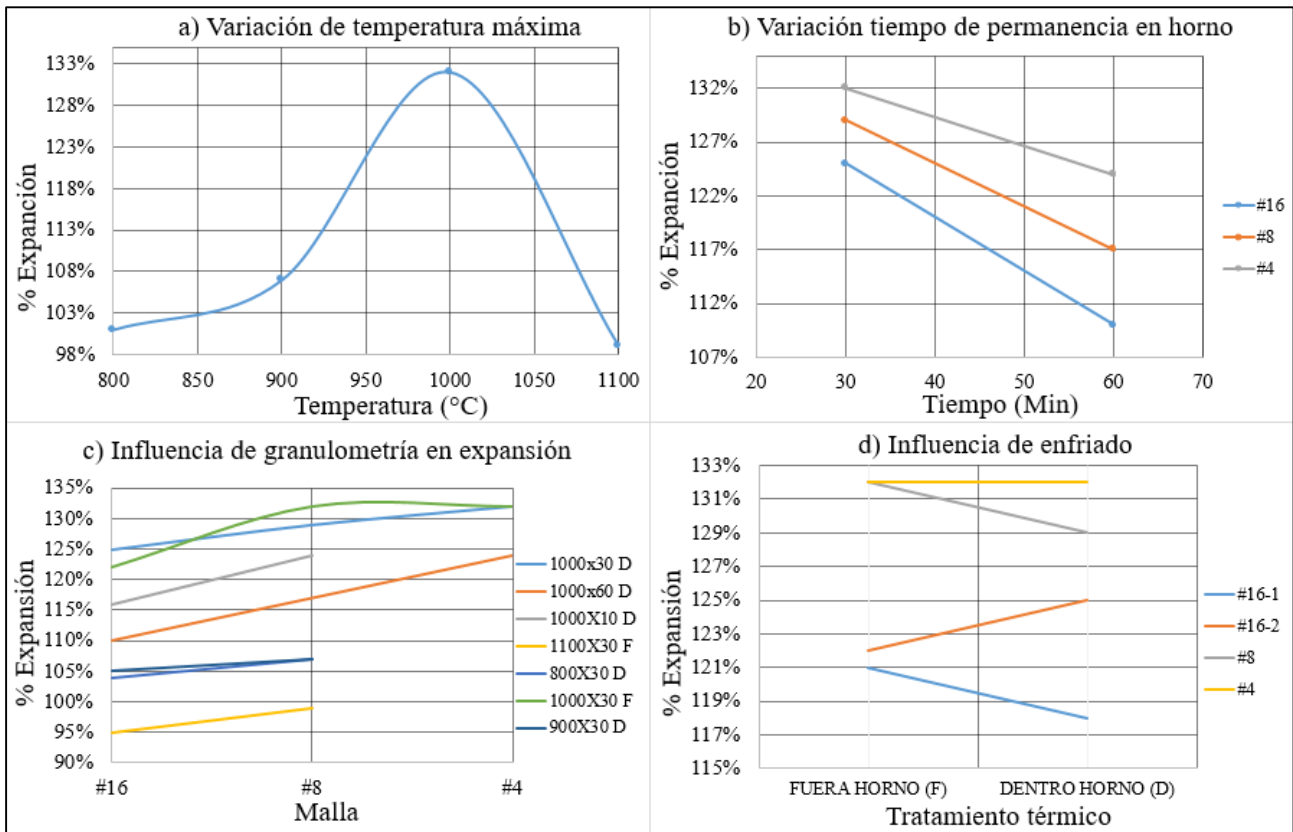 a) Variación de temperatura máxima
% Expanción
133%
128%
123%
118%
113%
108%
103%
98%
800 850 900 950 1000 1050 1100
Temperatura (°C)
b) Variación tiempo de permanencia en horno
% Expanción
132%
127%
122%
117%
112%
107%
20 30 40 50 60 70
Tiempo (Min)
#16
#8
#4
c) Influencia de granulometría en expansión
% Expansión
135%
130%
125%
120%
115%
110%
105%
100%
95%
90%
#16 #8 #4
Malla
1000x30 D
1000x60 D
1000X10 D
1100X30 F
800X30 D
1000X30 F
900X30 D
d) Influencia de enfriado
% Expansión
133%
131%
129%
127%
125%
123%
121%
119%
117%
115%
FUERA HORNO (F) DENTRO HORNO (D)
Tratamiento térmico
#16-1
#16-2
#8
#4